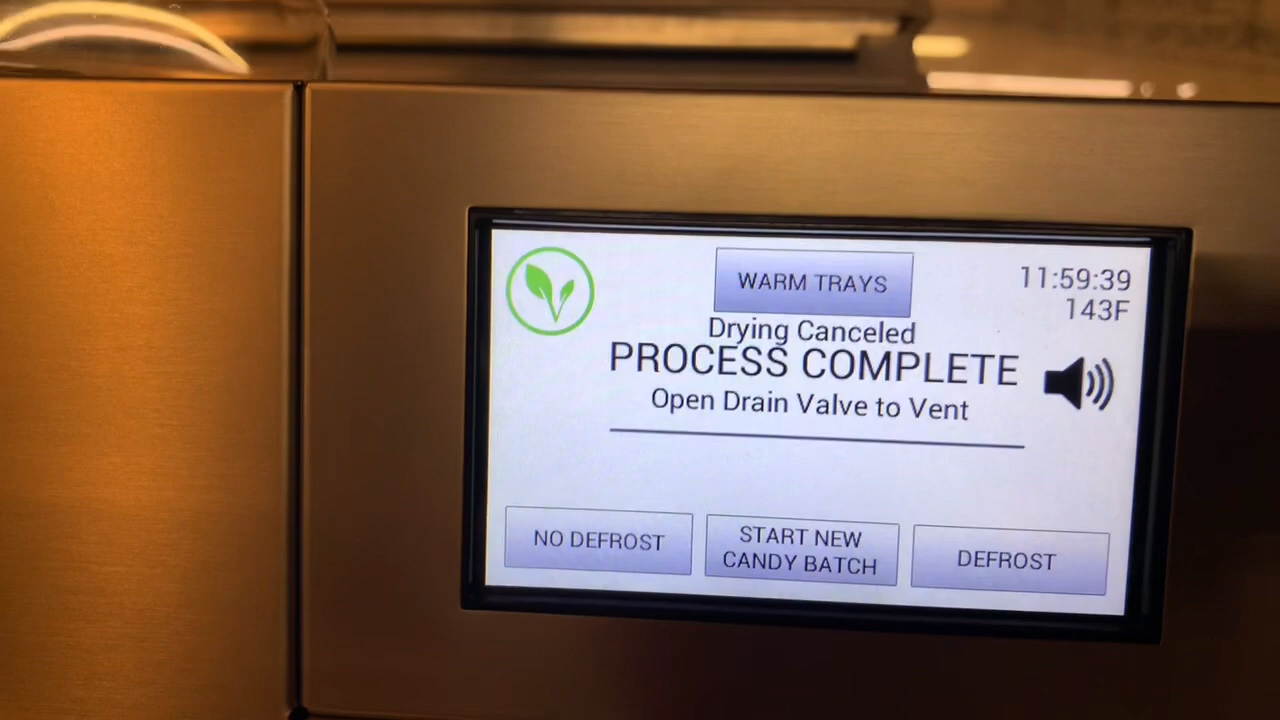 WARM TRAYS
11:59:39
143F
Drying Canceled
PROCESS COMPLETE
Open Drain Valve to Vent
NO DEFROST
START NEW
CANDY BATCH
DEFROST